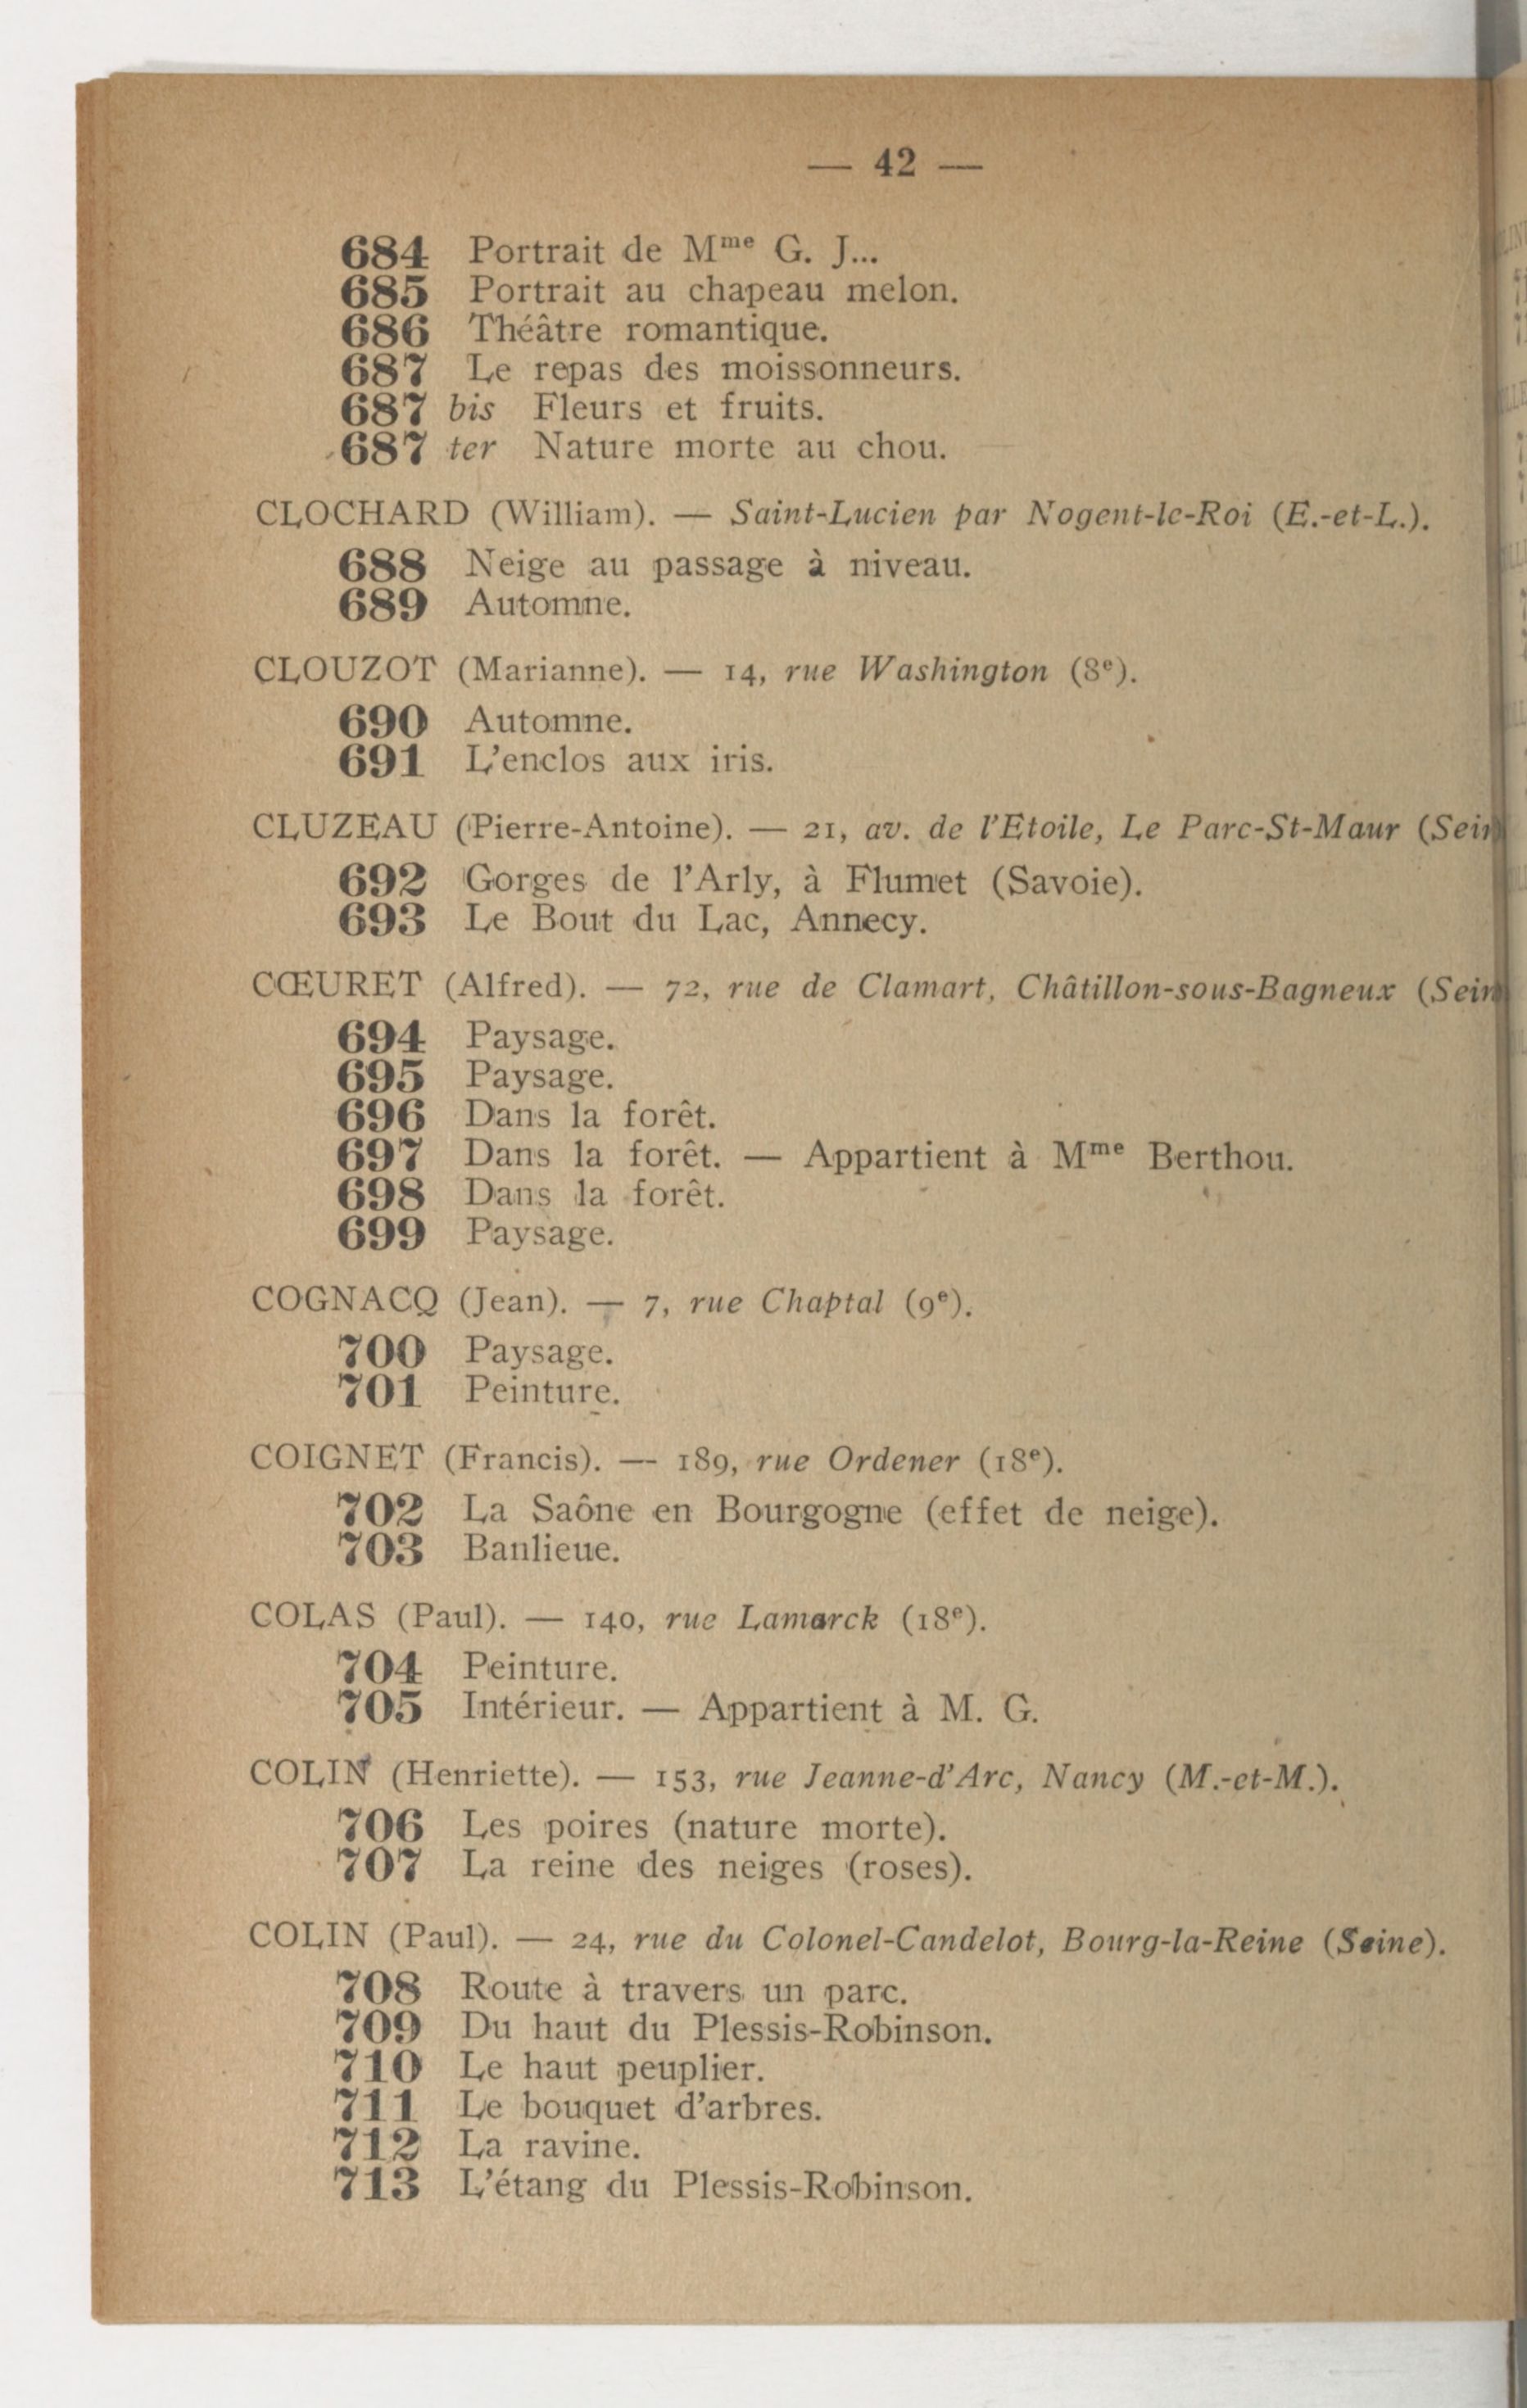 — 42 —
684 Portrait de Mme G. J...
685 Portrait au chapeau melon.
686 Théâtre romantique.
687 Le repas des moissonneurs.
687 bis Fleurs et fruits.
687 ter Nature morte au chou.
CLOCHARD (William). — Saint-Lucien par Nogent-le-Roi (E.-et-L.).
688 Neige au passage à niveau.
689 Automne.
CLOUZOT (Marianne). — 14, rue Washington (8e).
690 Automne.
691 L'enclos aux iris.
CLUZEAU (Pierre-Antoine). — 21, av. de l'Etoile, Le Parc-St-Maur
692 Gorges de l'Arly, à Flumet (Savoie).
693 Le Bout du Lac, Annecy.
CŒURET (Alfred). — 72, rue de Clamart, Châtillon-sous-Bagneux
694 Paysage.
695 Paysage.
696 Dans la forêt.
697 Dans la forêt. — Appartient à Mme Berthou.
698 Dans la forêt.
699 Paysage.
COGNACQ (Jean). — 7, rue Chaptal (9e).
700 Paysage.
701 Peinture.
COIGNET (Francis). — 189, rue Ordener (18e).
702 La Saône en Bourgogne (effet de neige).
703 Banlieue.
COLAS (Paul). — 140, rue Lamarck (18e).
704 Peinture.
705 Intérieur. — Appartient à M. G.
COLIN (Henriette). — 153, rue Jeanne-d'Arc, Nancy (M.-et-M.).
706 Les poires (nature morte).
707 La reine des neiges (roses).
COLIN (Paul). — 24, rue du Colonel-Candelot, Bourg-la-Reine (Seine).
708 Route à travers un parc.
709 Du haut du Plessis-Robinson.
710 Le haut peuplier.
711 Le bouquet d'arbres.
712 La ravine.
713 L'étang du Plessis-Robinson.